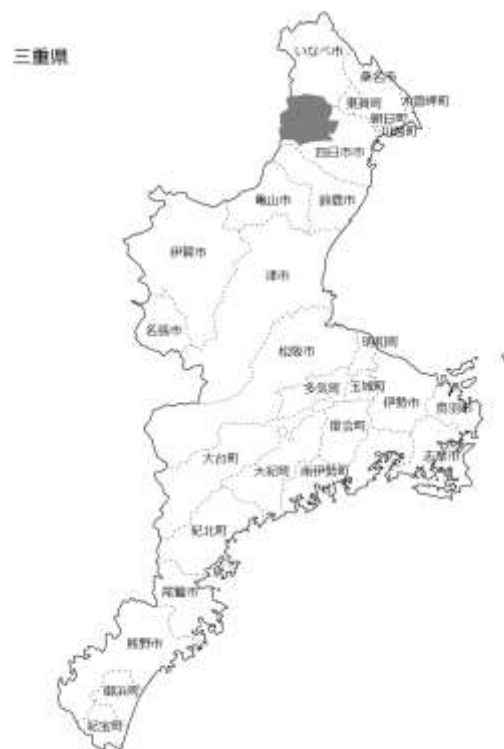 三重県
いなべ市
桑名市
東員町
木曽岬町
朝日町
川越町
四日市市
亀山市
鈴鹿市
伊賀市
津市
名張市
松阪市
明和町
多気町
玉城町
伊勢市
鳥羽市
度会町
志摩市
大台町
大紀町
南伊勢町
紀北町
尾鷲市
熊野市
御浜町
紀宝町